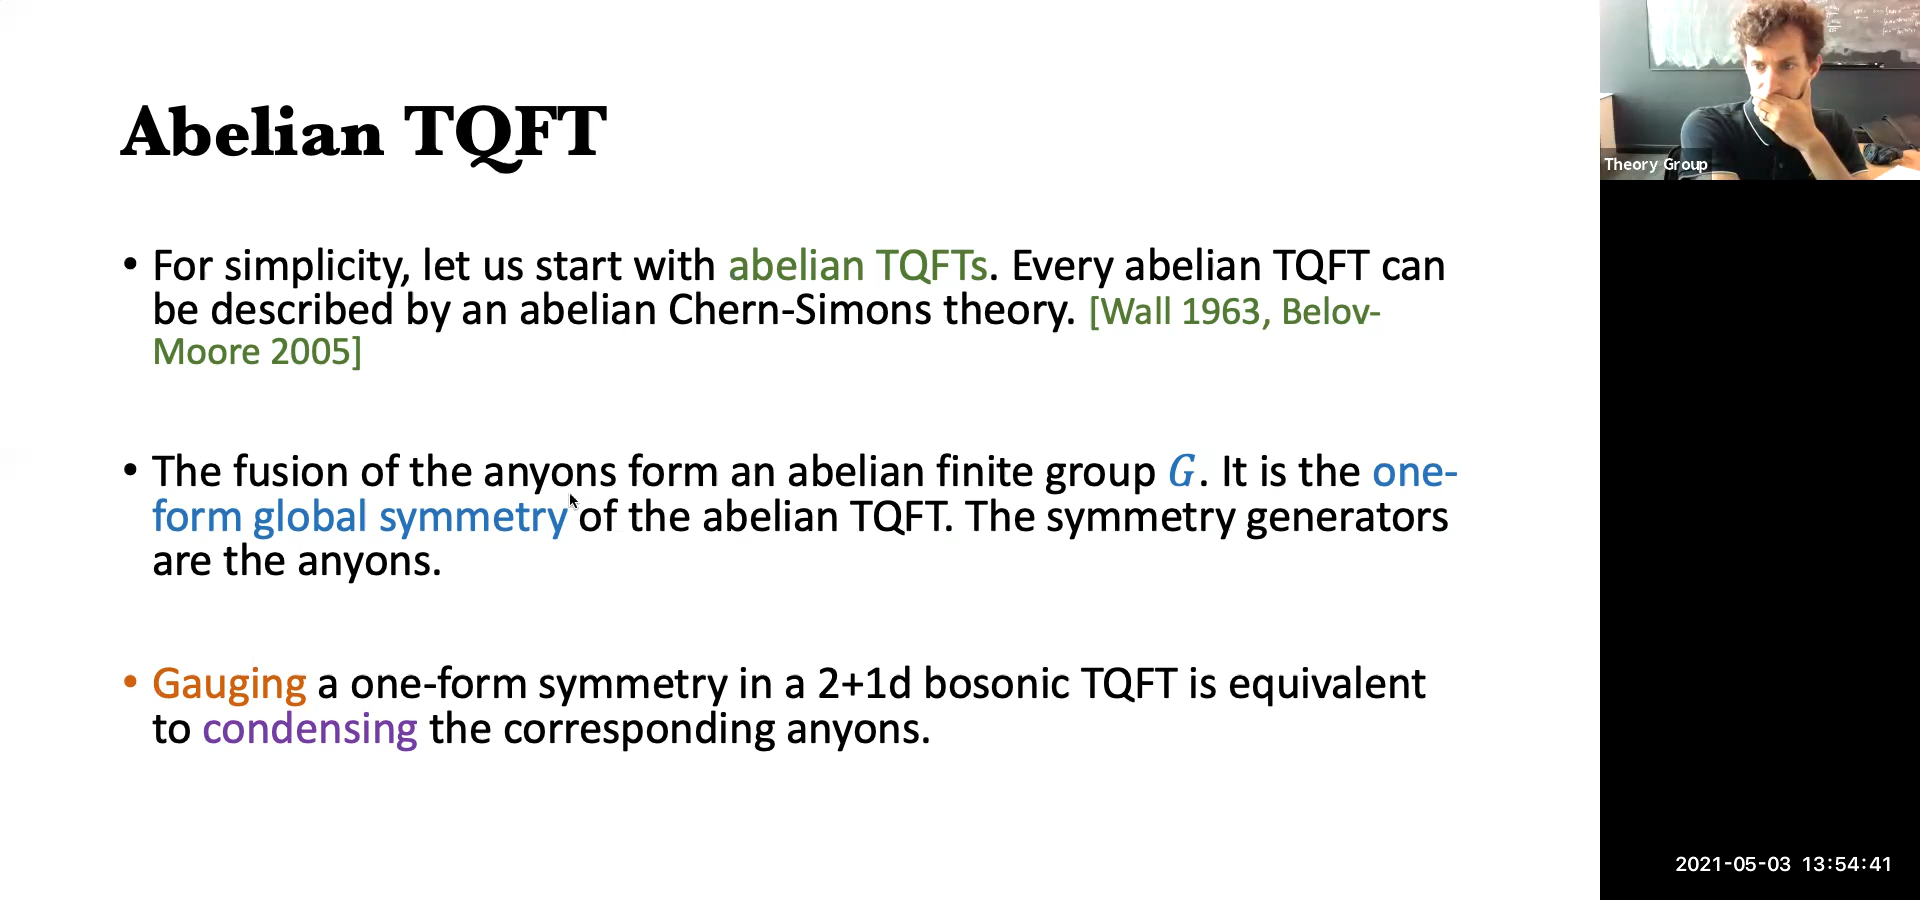 Abelian TQFT
• For simplicity, let us start with abelian TQFTs. Every abelian TQFT can
be described by an abelian Chern-Simons theory. [Wall 1963, Belov-
Moore 2005]
• The fusion of the anyons form an abelian finite group G. It is the one-
form global symmetry of the abelian TQFT. The symmetry generators
are the anyons.
• Gauging a one-form symmetry in a 2+1d bosonic TQFT is equivalent
to condensing the corresponding anyons.
Theory Group
2021-05-03 13:54:41